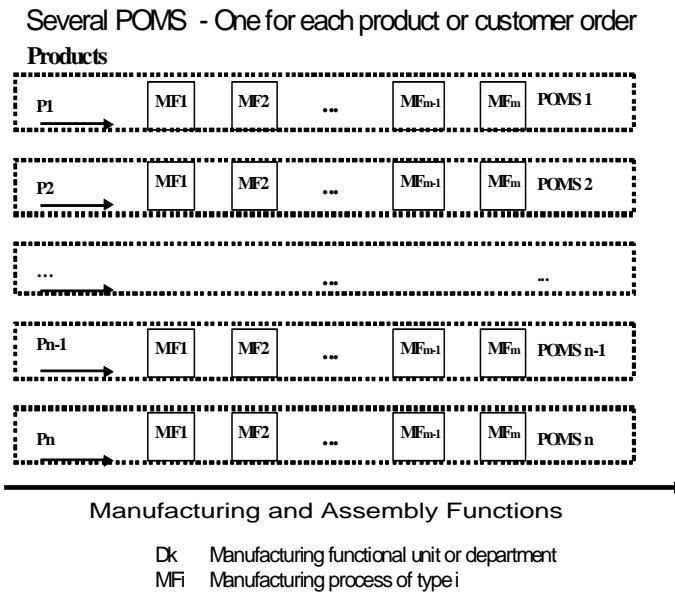 Several POMS - One for each product or customer order
Products
P1 MF1 MF2 ... MFm-1 MFm POMS 1
P2 MF1 MF2 ... MFm-1 MFm POMS 2
... ... ...
Pn-1 MF1 MF2 ... MFm-1 MFm POMS n-1
Pn MF1 MF2 ... MFm-1 MFm POMS n
Manufacturing and Assembly Functions
Dk Manufacturing functional unit or department
MFi Manufacturing process of type i